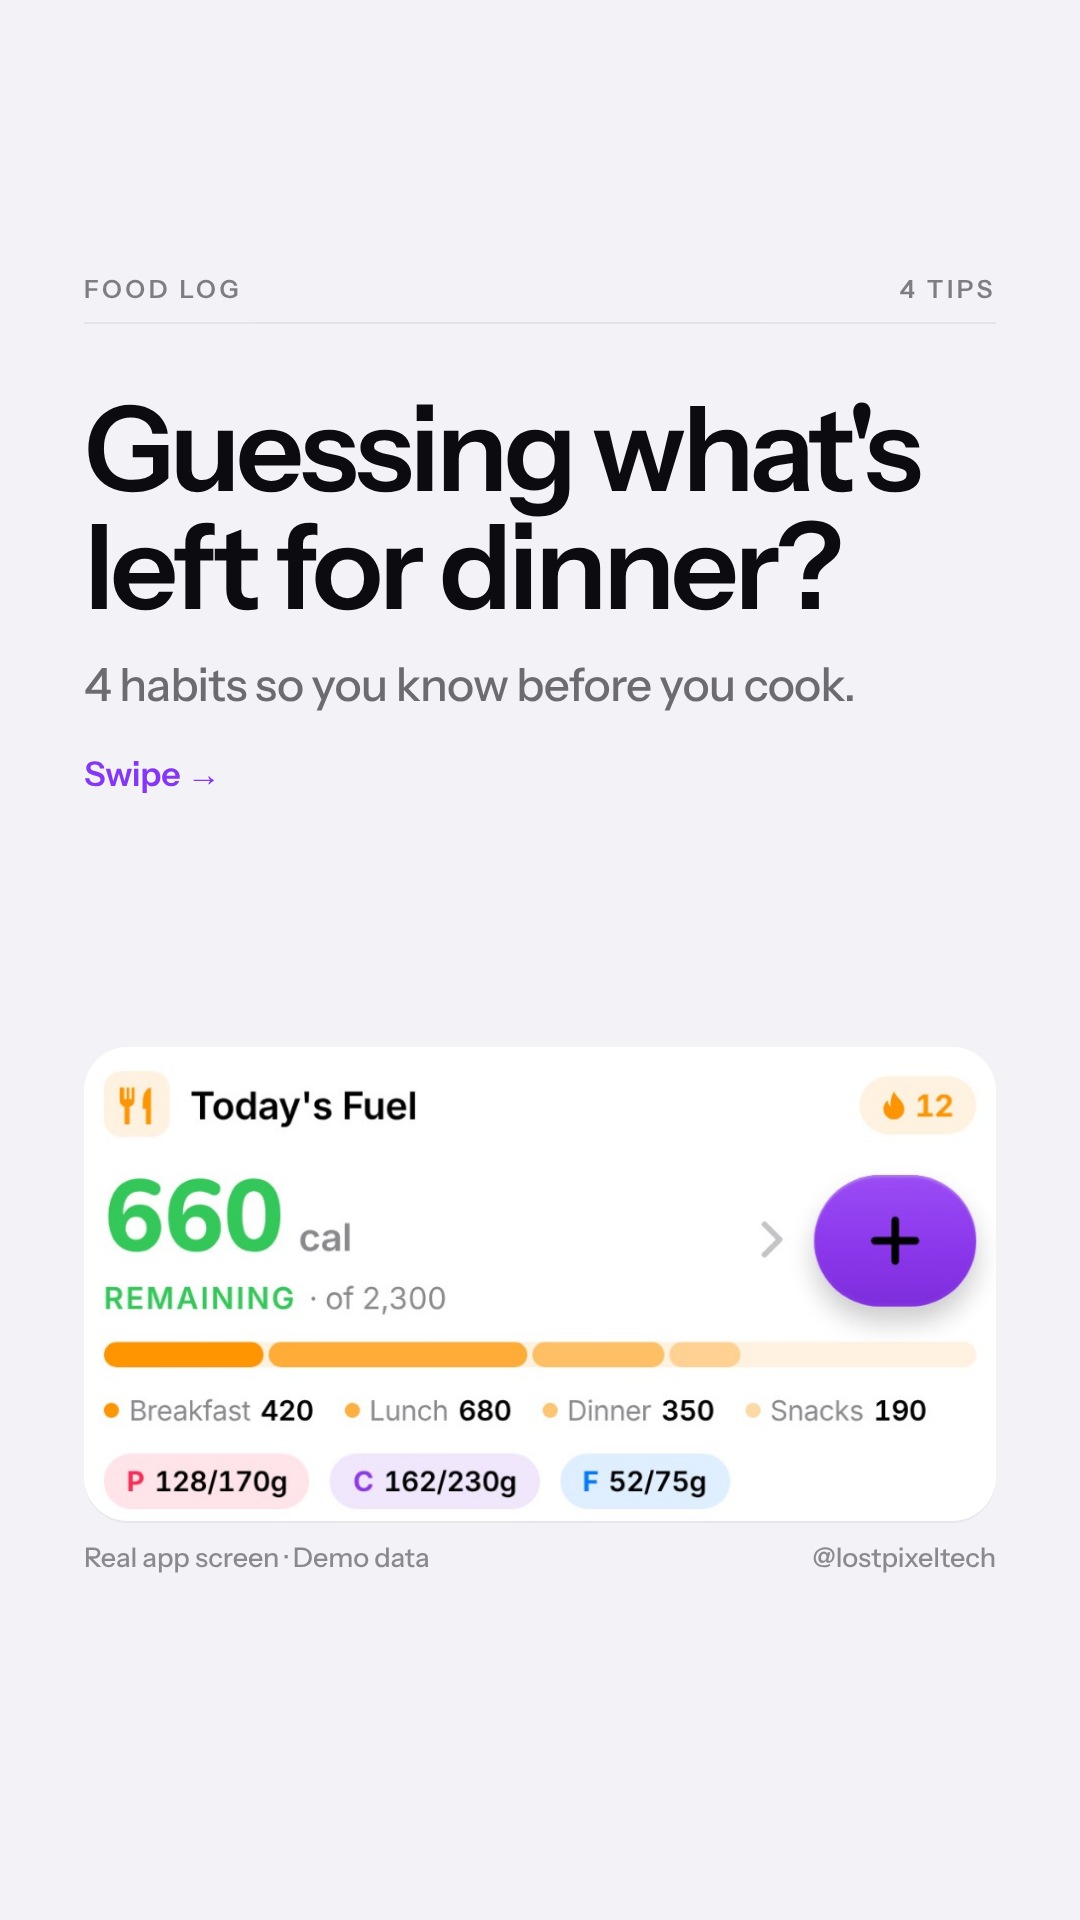 FOOD LOG
4 TIPS
Guessing what's
left for dinner?
4 habits so you know before you cook.
Swipe →
Today's Fuel
12
660 cal
REMAINING · of 2,300
Breakfast 420 Lunch 680 Dinner 350 Snacks 190
P 128/170g C 162/230g F 52/75g
Real app screen · Demo data
@lostpixeltech